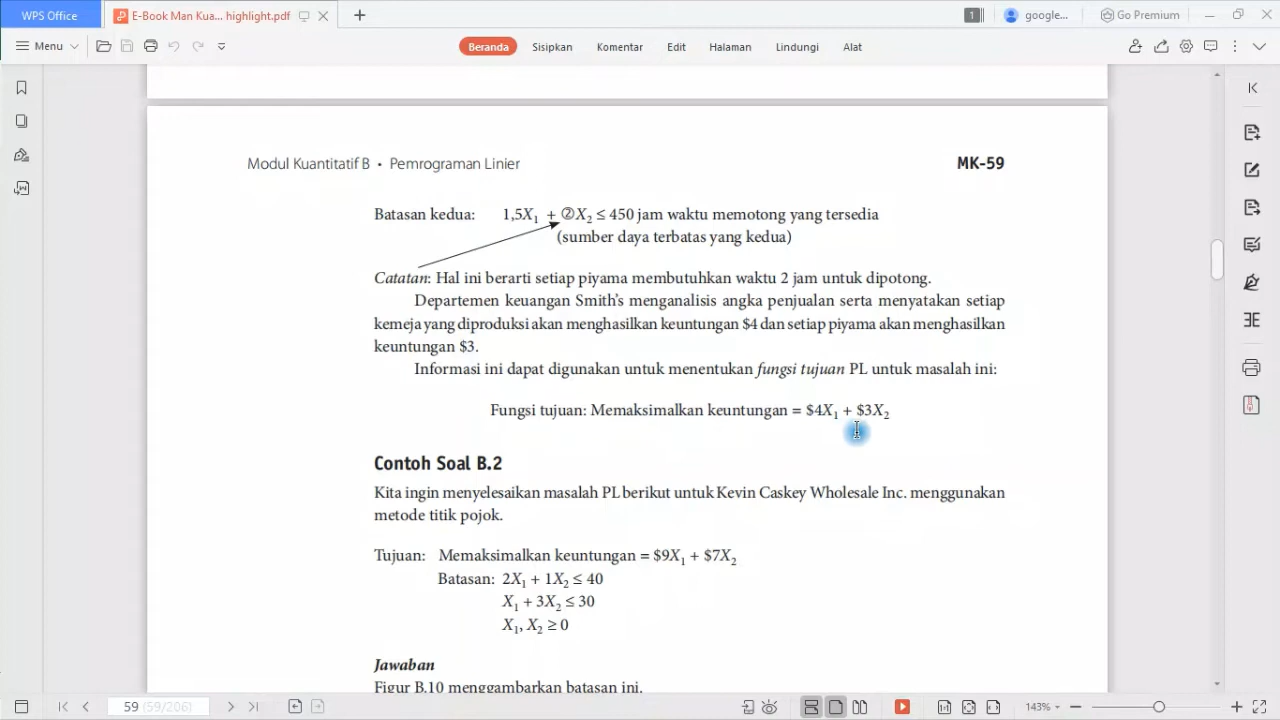 WPS Office
E-Book Man Kua... highlight.pdf
1
google...
Go Premium
Menu
Beranda
Sisipkan
Komentar
Edit
Halaman
Lindungi
Alat
Modul Kuantitatif B • Pemrograman Linier
MK-59
Batasan kedua: 1,5X₁ + ②X₂ ≤ 450 jam waktu memotong yang tersedia
(sumber daya terbatas yang kedua)
Catatan: Hal ini berarti setiap piyama membutuhkan waktu 2 jam untuk dipotong.
Departemen keuangan Smith's menganalisis angka penjualan serta menyatakan setiap
kemeja yang diproduksi akan menghasilkan keuntungan $4 dan setiap piyama akan menghasilkan
keuntungan $3.
Informasi ini dapat digunakan untuk menentukan fungsi tujuan PL untuk masalah ini:
Fungsi tujuan: Memaksimalkan keuntungan = $4X₁ + $3X₂
Contoh Soal B.2
Kita ingin menyelesaikan masalah PL berikut untuk Kevin Caskey Wholesale Inc. menggunakan
metode titik pojok.
Tujuan: Memaksimalkan keuntungan = $9X₁ + $7X₂
Batasan: 2X₁ + 1X₂ ≤ 40
X₁ + 3X₂ ≤ 30
X₁, X₂ ≥ 0
Jawaban
Figur B.10 menggambarkan batasan ini.
59 (59/206)
143%